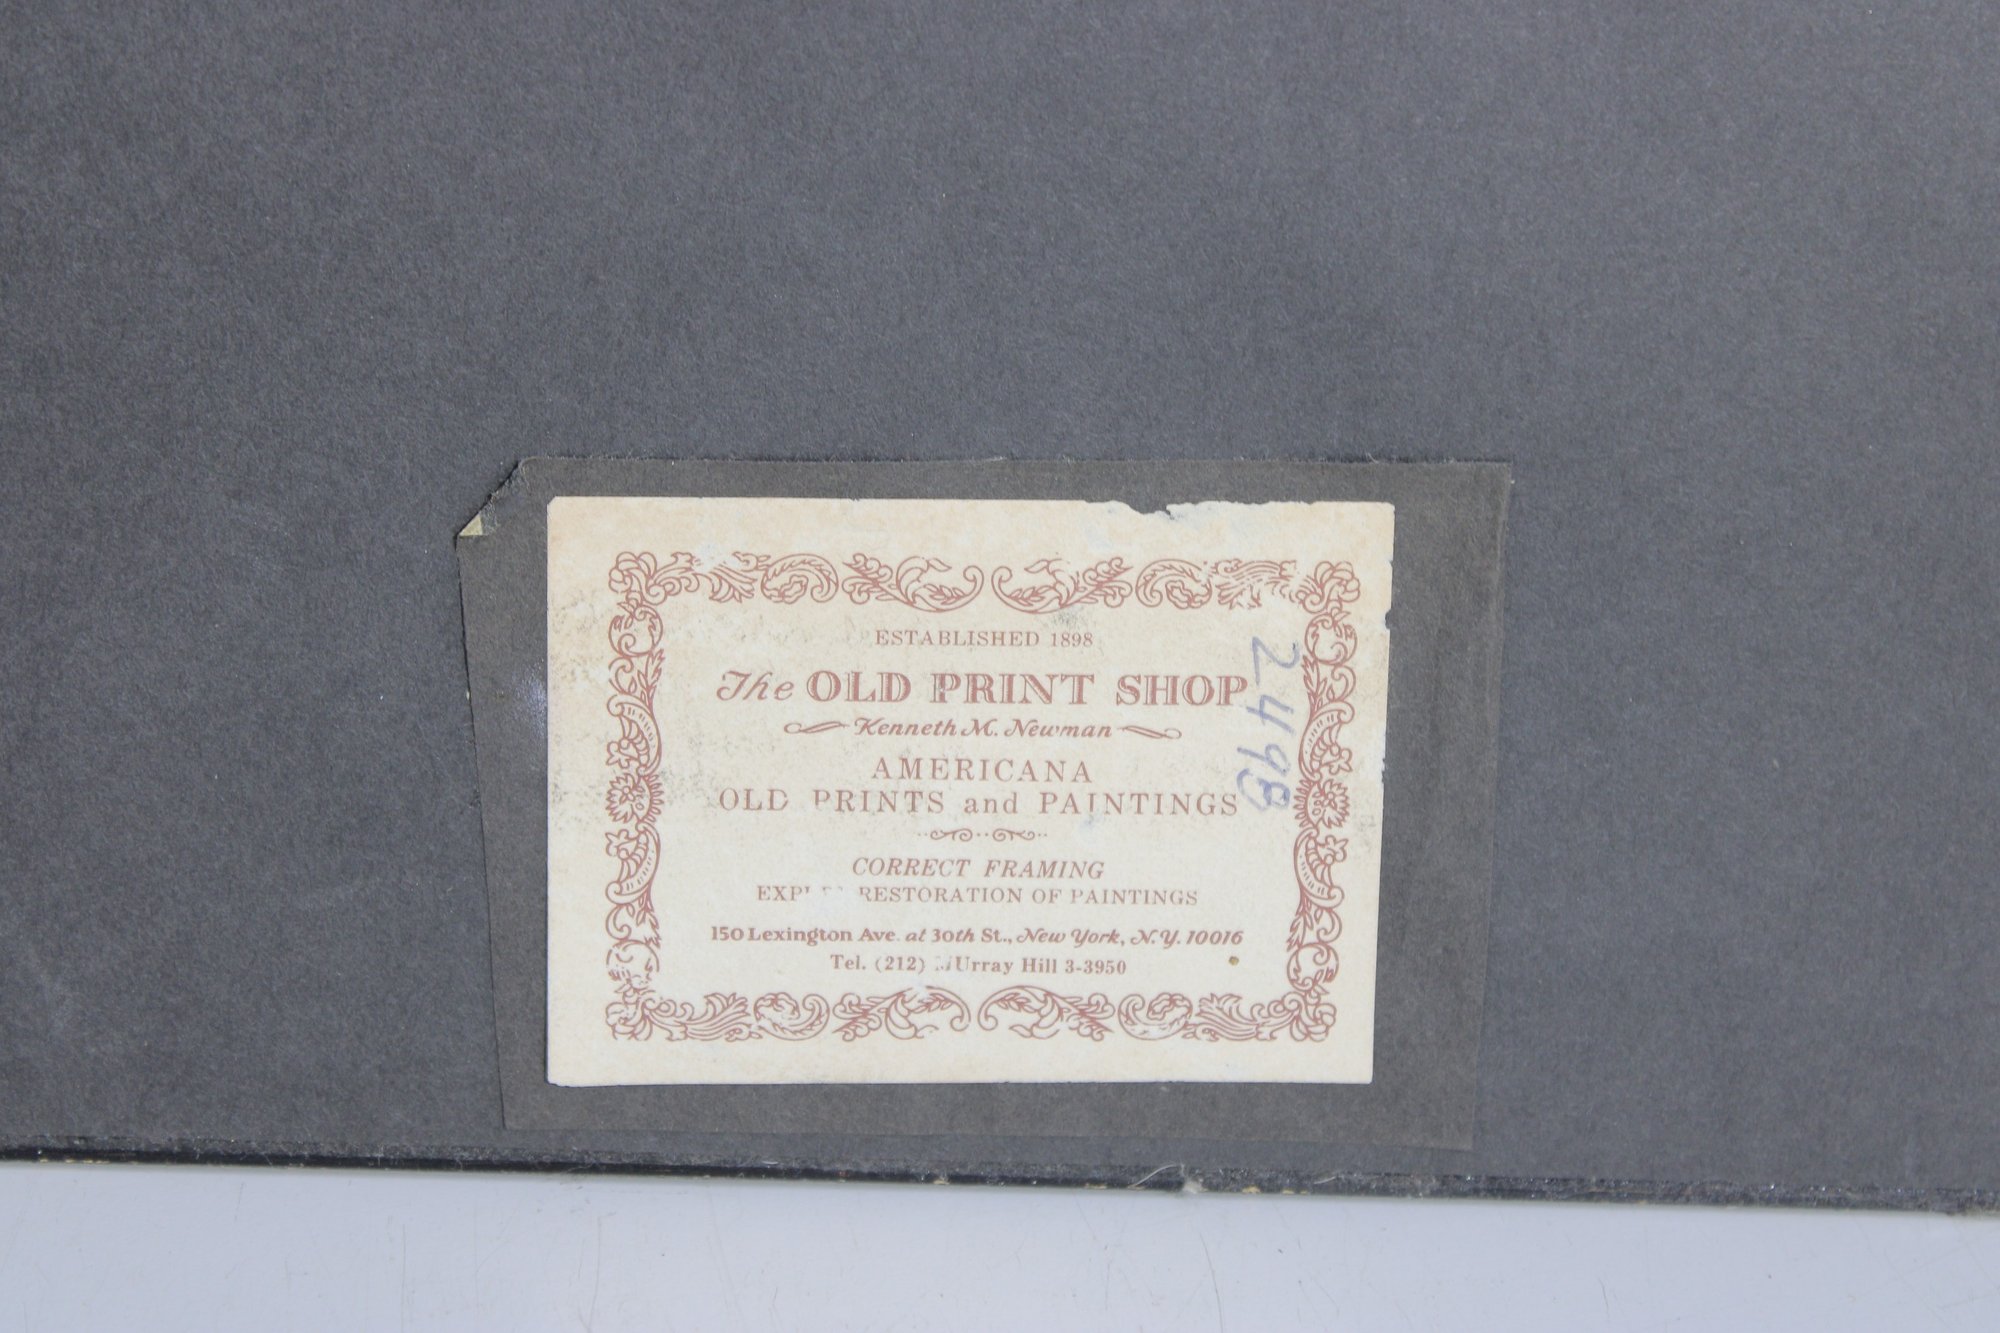 ESTABLISHED 1898
The OLD PRINT SHOP
Kenneth M. Newman
AMERICANA
OLD PRINTS and PAINTINGS
CORRECT FRAMING
RESTORATION OF PAINTINGS
150 Lexington Ave. at 30th St., New York, N.Y. 10016
Tel. (212) MUrray Hill 3-3950
2498